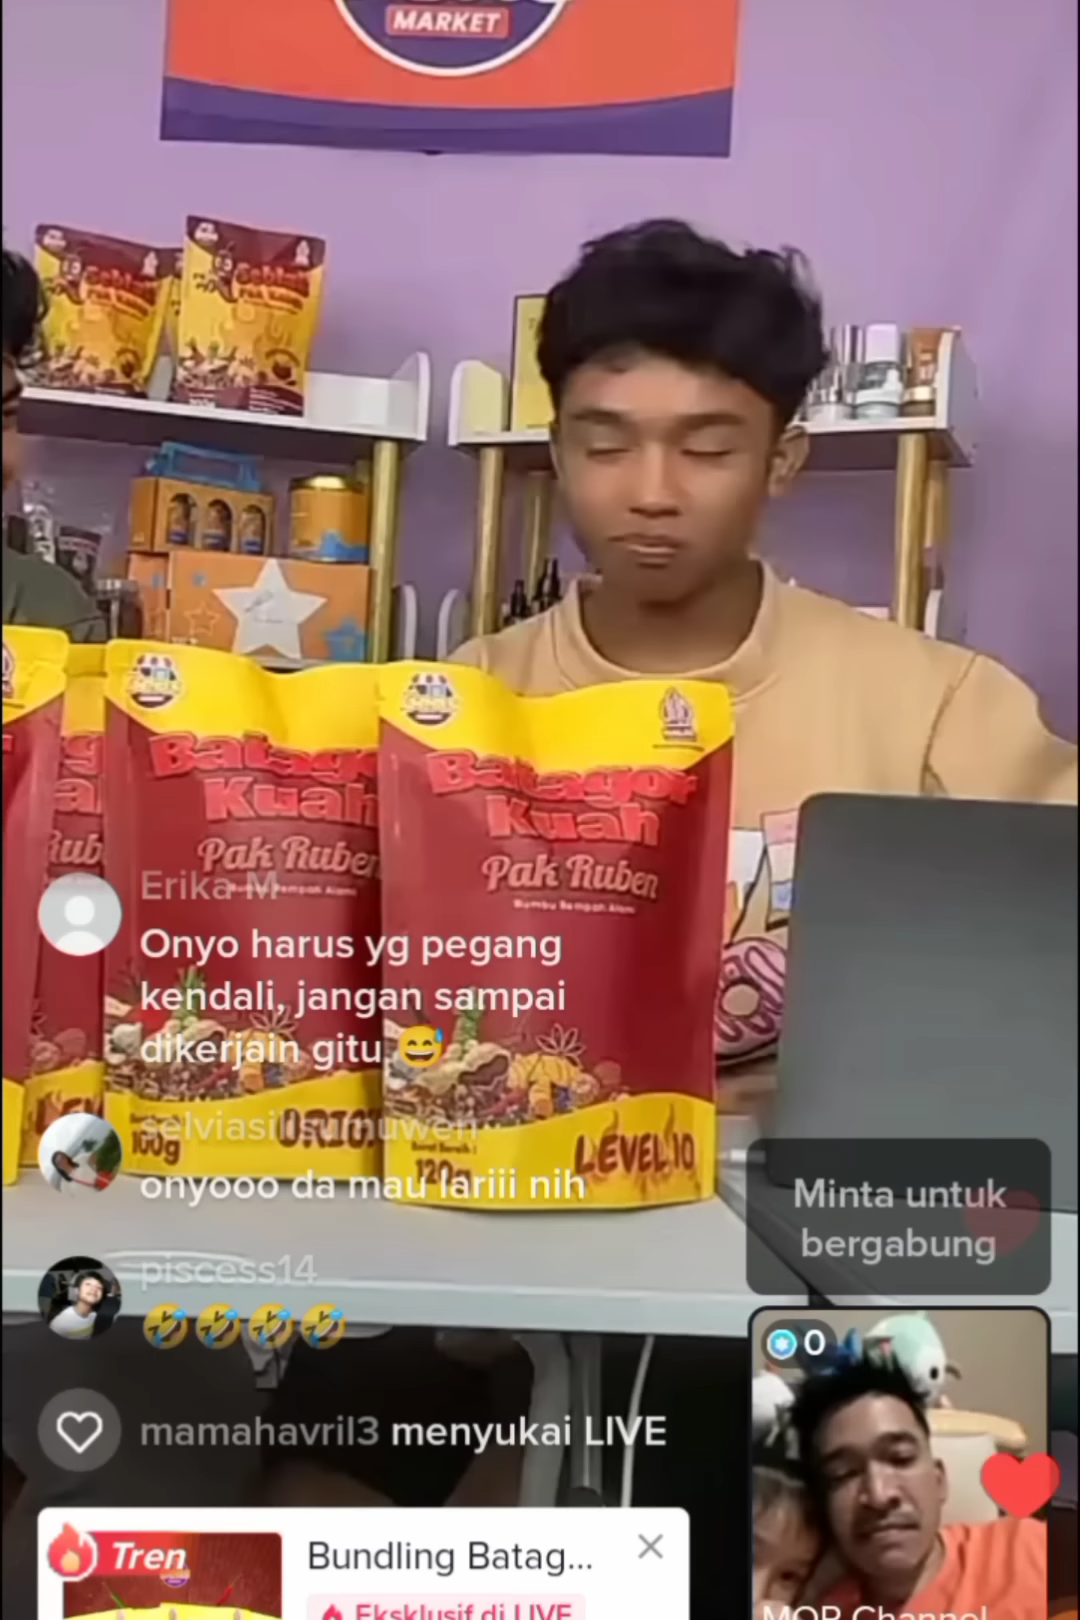 MARKET
Batagor
Kuah
Pak Ruben
Batagor
Kuah
Pak Ruben
Bumbu Rempah Alami
Erika M
Onyo harus yg pegang
kendali, jangan sampai
dikerjain gitu 😅
100g
120g
LEVEL 10
onyooo da mau lariii nih
piscess14
🤣🤣🤣🤣
mamahavril3 menyukai LIVE
Minta untuk
bergabung
0
Tren
Bundling Batag...
Eksklusif di LIVE
MOP Channel